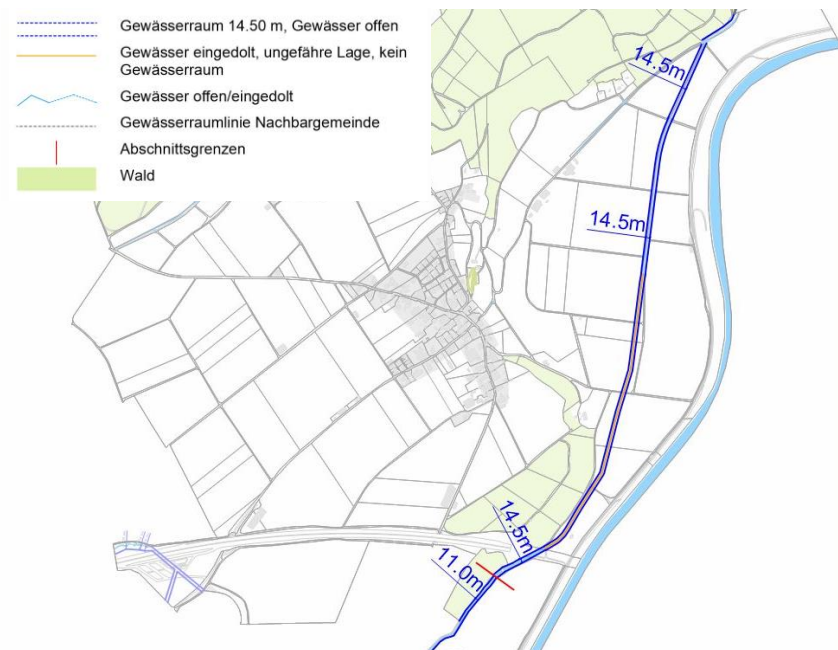 Gewässerraum 14.50 m, Gewässer offen
Gewässer eingedolt, ungefähre Lage, kein
Gewässerraum
Gewässer offen/eingedolt
Gewässerraumlinie Nachbargemeinde
Abschnittsgrenzen
Wald
14.5m
14.5m
14.5m
11.0m